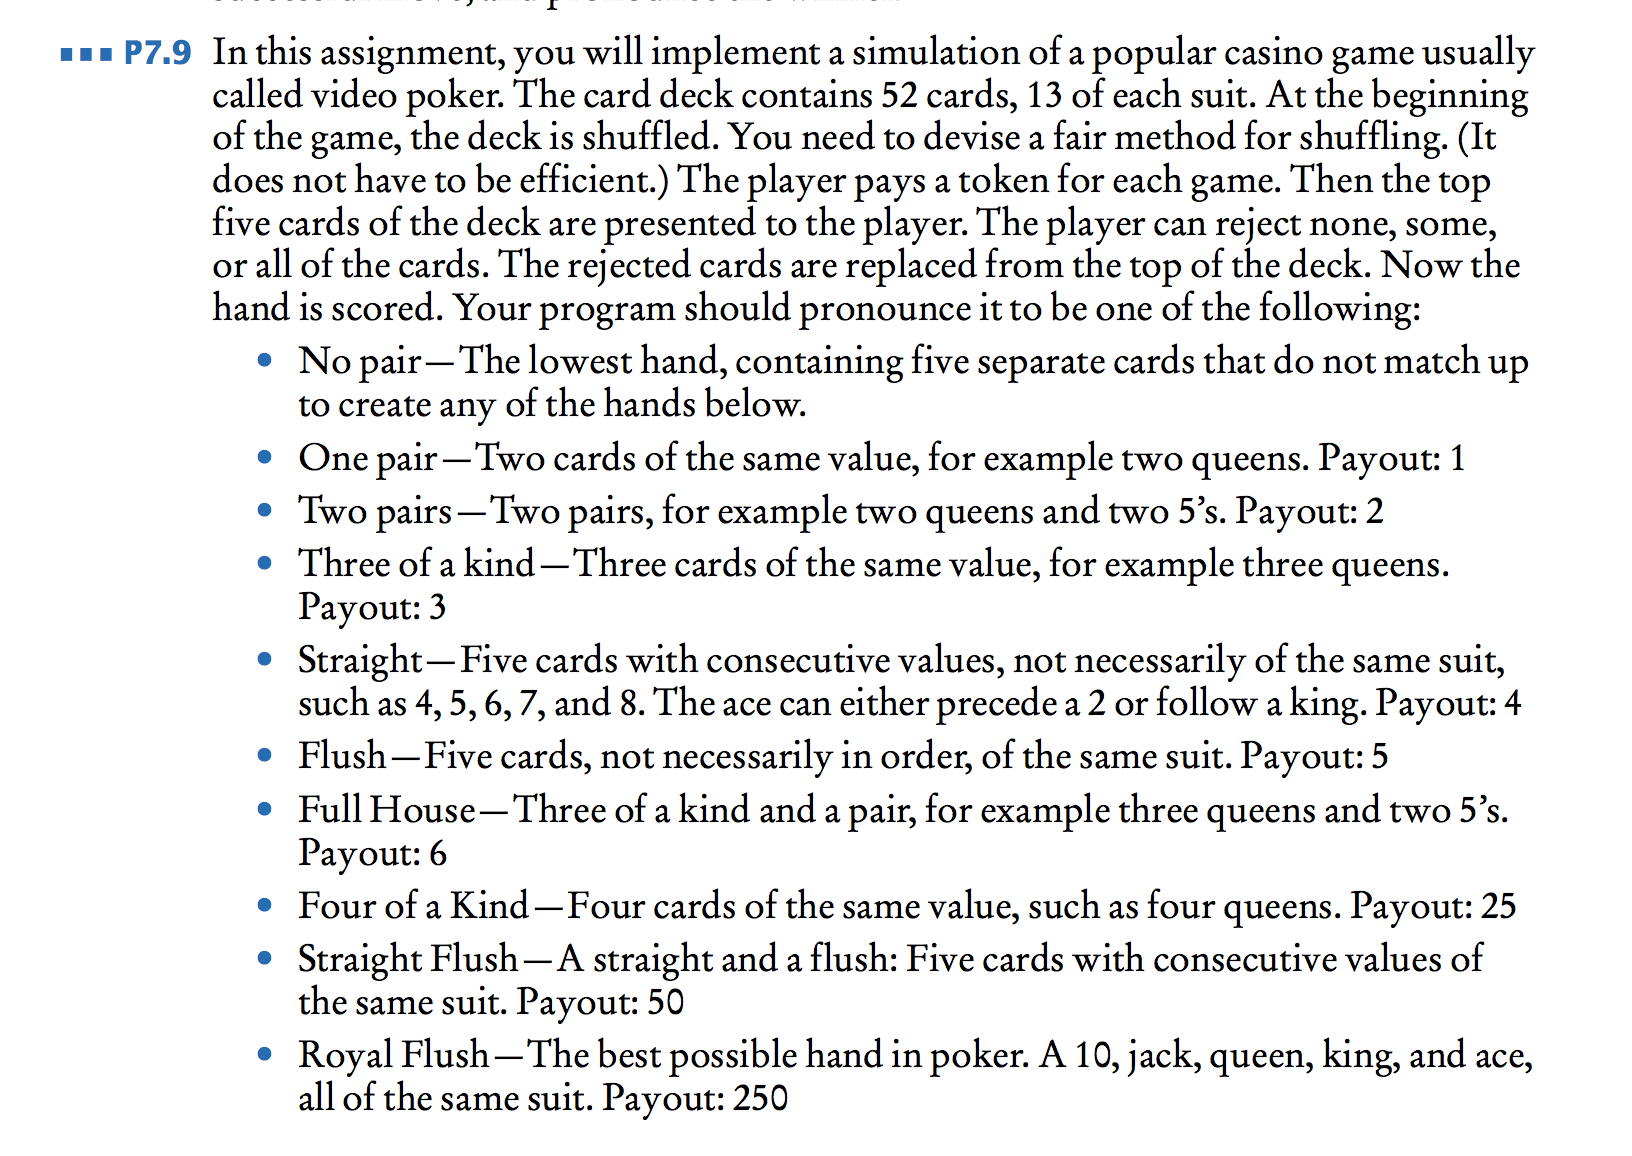 P7.9 In this assignment, you will implement a simulation of a popular casino game usually
called video poker. The card deck contains 52 cards, 13 of each suit. At the beginning
of the game, the deck is shuffled. You need to devise a fair method for shuffling. (It
does not have to be efficient.) The player pays a token for each game. Then the top
five cards of the deck are presented to the player. The player can reject none, some,
or all of the cards. The rejected cards are replaced from the top of the deck. Now the
hand is scored. Your program should pronounce it to be one of the following:
• No pair—The lowest hand, containing five separate cards that do not match up
to create any of the hands below.
• One pair—Two cards of the same value, for example two queens. Payout: 1
• Two pairs—Two pairs, for example two queens and two 5’s. Payout: 2
• Three of a kind—Three cards of the same value, for example three queens.
Payout: 3
• Straight—Five cards with consecutive values, not necessarily of the same suit,
such as 4, 5, 6, 7, and 8. The ace can either precede a 2 or follow a king. Payout: 4
• Flush—Five cards, not necessarily in order, of the same suit. Payout: 5
• Full House—Three of a kind and a pair, for example three queens and two 5’s.
Payout: 6
• Four of a Kind—Four cards of the same value, such as four queens. Payout: 25
• Straight Flush—A straight and a flush: Five cards with consecutive values of
the same suit. Payout: 50
• Royal Flush—The best possible hand in poker. A 10, jack, queen, king, and ace,
all of the same suit. Payout: 250